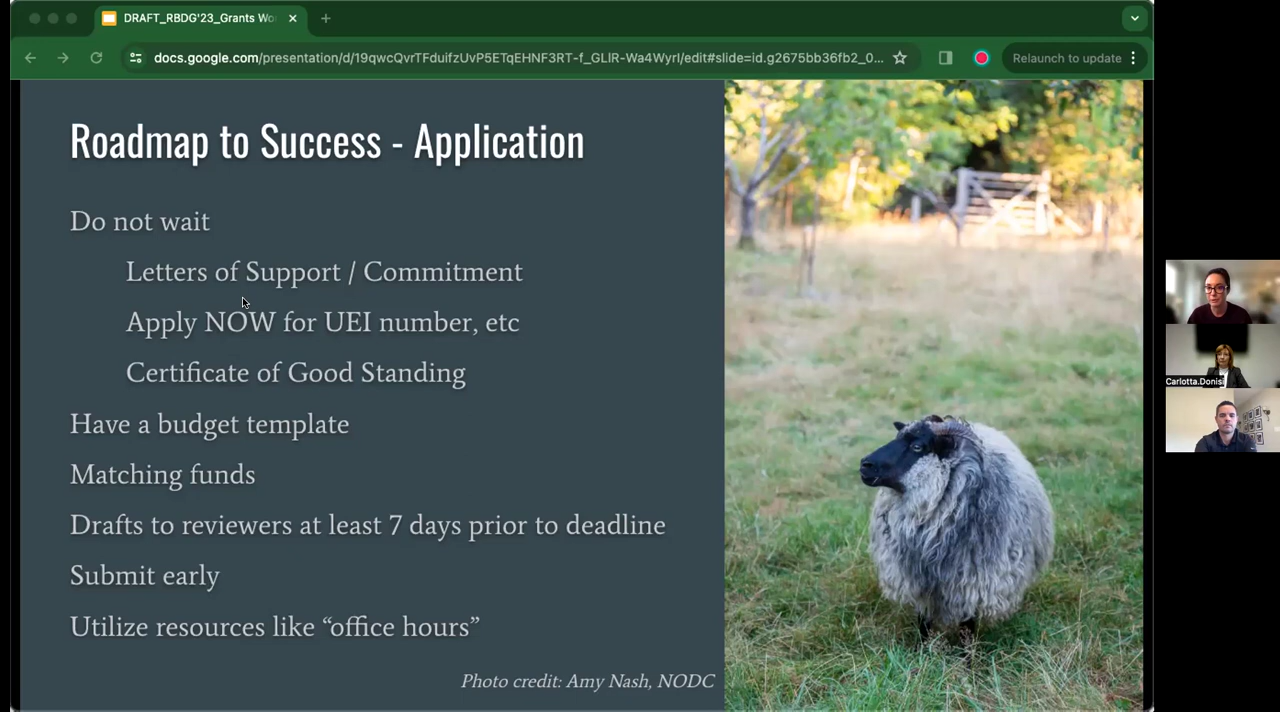 DRAFT_RBDG'23_Grants Wo
docs.google.com/presentation/d/19qwcQvrTFduifzUvP5ETqEHNF3RT-f_GLlR-Wa4WyrI/edit#slide=id.g2675bb36fb2_0...
Relaunch to update
Roadmap to Success - Application
Do not wait
Letters of Support / Commitment
Apply NOW for UEI number, etc
Certificate of Good Standing
Have a budget template
Matching funds
Drafts to reviewers at least 7 days prior to deadline
Submit early
Utilize resources like “office hours”
Photo credit: Amy Nash, NODC
Carlotta.Donisi